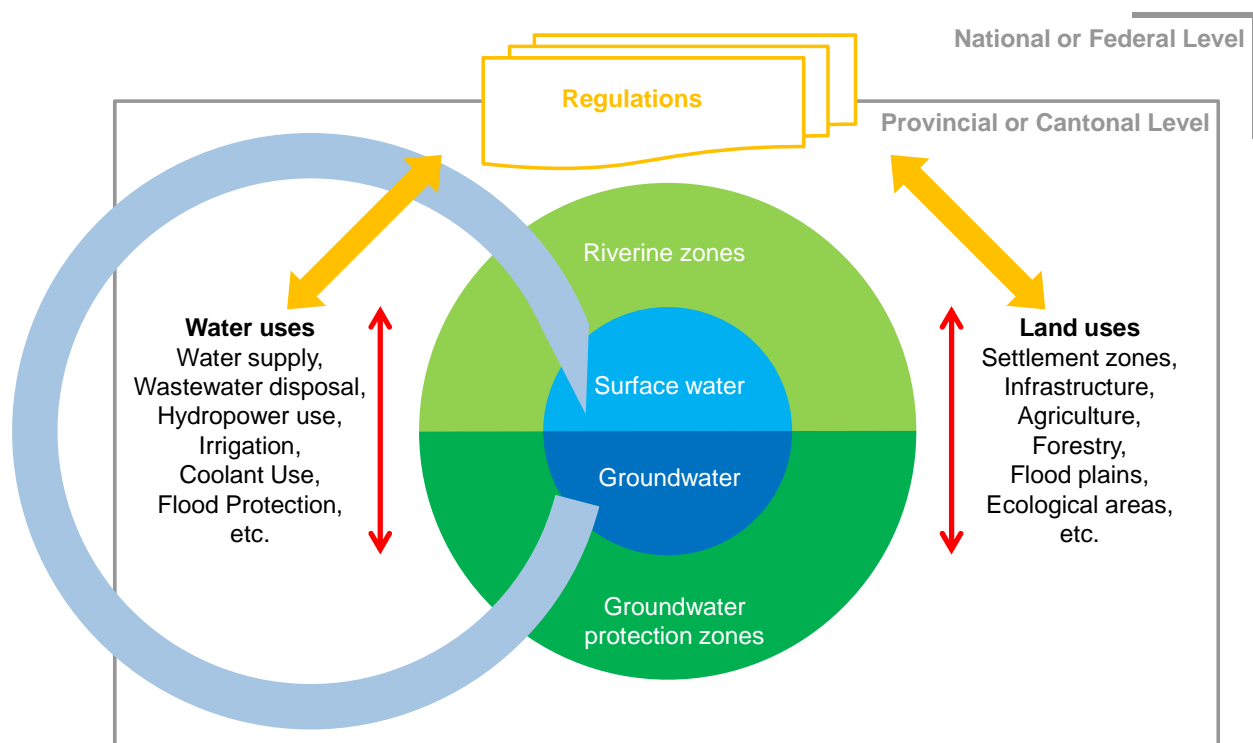 National or Federal Level
Regulations
Provincial or Cantonal Level
Riverine zones
Water uses
Water supply,
Wastewater disposal,
Hydropower use,
Irrigation,
Coolant Use,
Flood Protection,
etc.
Surface water
Groundwater
Groundwater
protection zones
Land uses
Settlement zones,
Infrastructure,
Agriculture,
Forestry,
Flood plains,
Ecological areas,
etc.